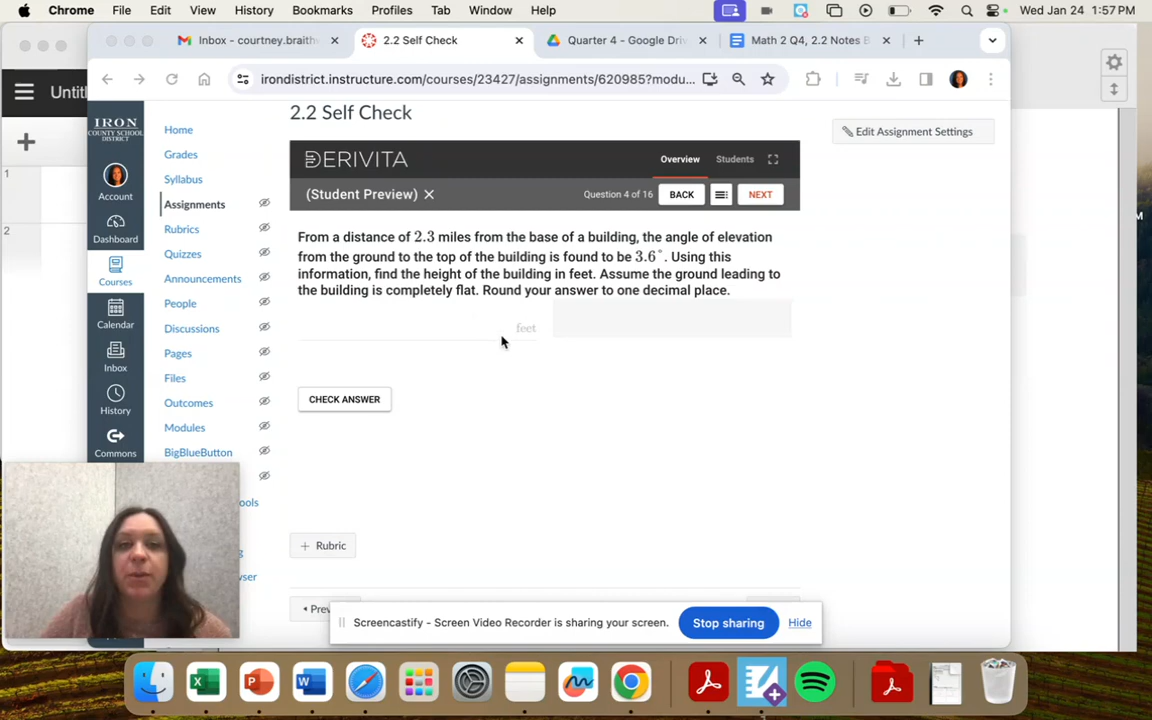 Chrome File Edit View History Bookmarks Profiles Tab Window Help Wed Jan 24 1:57 PM
Inbox - courtney.braith
2.2 Self Check
Quarter 4 - Google Driv
Math 2 Q4, 2.2 Notes B
irondistrict.instructure.com/courses/23427/assignments/620985?modu...
Untit
1
2
IRON
COUNTY SCHOOL
DISTRICT
Account
Dashboard
Courses
Calendar
Inbox
History
Commons
Home
Grades
Syllabus
Assignments
Rubrics
Quizzes
Announcements
People
Discussions
Pages
Files
Outcomes
Modules
BigBlueButton
ools
g
wser
2.2 Self Check
Edit Assignment Settings
DERIVITA
Overview Students
(Student Preview) ×
Question 4 of 16 BACK NEXT
From a distance of 2.3 miles from the base of a building, the angle of elevation
from the ground to the top of the building is found to be 3.6°. Using this
information, find the height of the building in feet. Assume the ground leading to
the building is completely flat. Round your answer to one decimal place.
feet
CHECK ANSWER
+ Rubric
Prev
Screencastify - Screen Video Recorder is sharing your screen. Stop sharing Hide
M